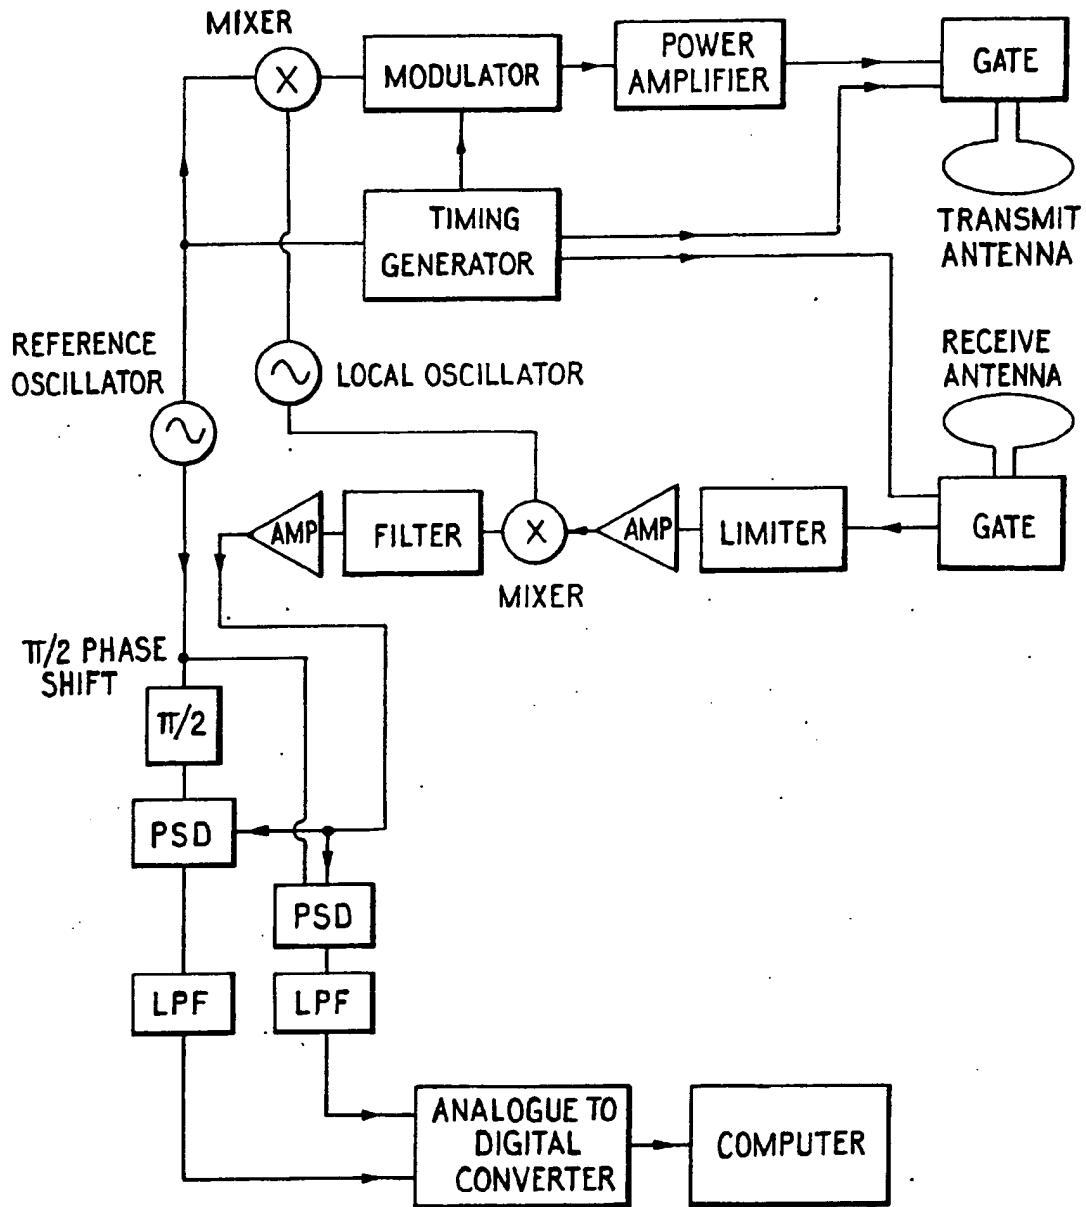 MIXER
X
MODULATOR
POWER
AMPLIFIER
GATE
TRANSMIT
ANTENNA
TIMING
GENERATOR
REFERENCE
OSCILLATOR
LOCAL OSCILLATOR
RECEIVE
ANTENNA
AMP
FILTER
X
MIXER
AMP
LIMITER
GATE
π/2 PHASE
SHIFT
π/2
PSD
PSD
LPF
LPF
ANALOGUE TO
DIGITAL
CONVERTER
COMPUTER